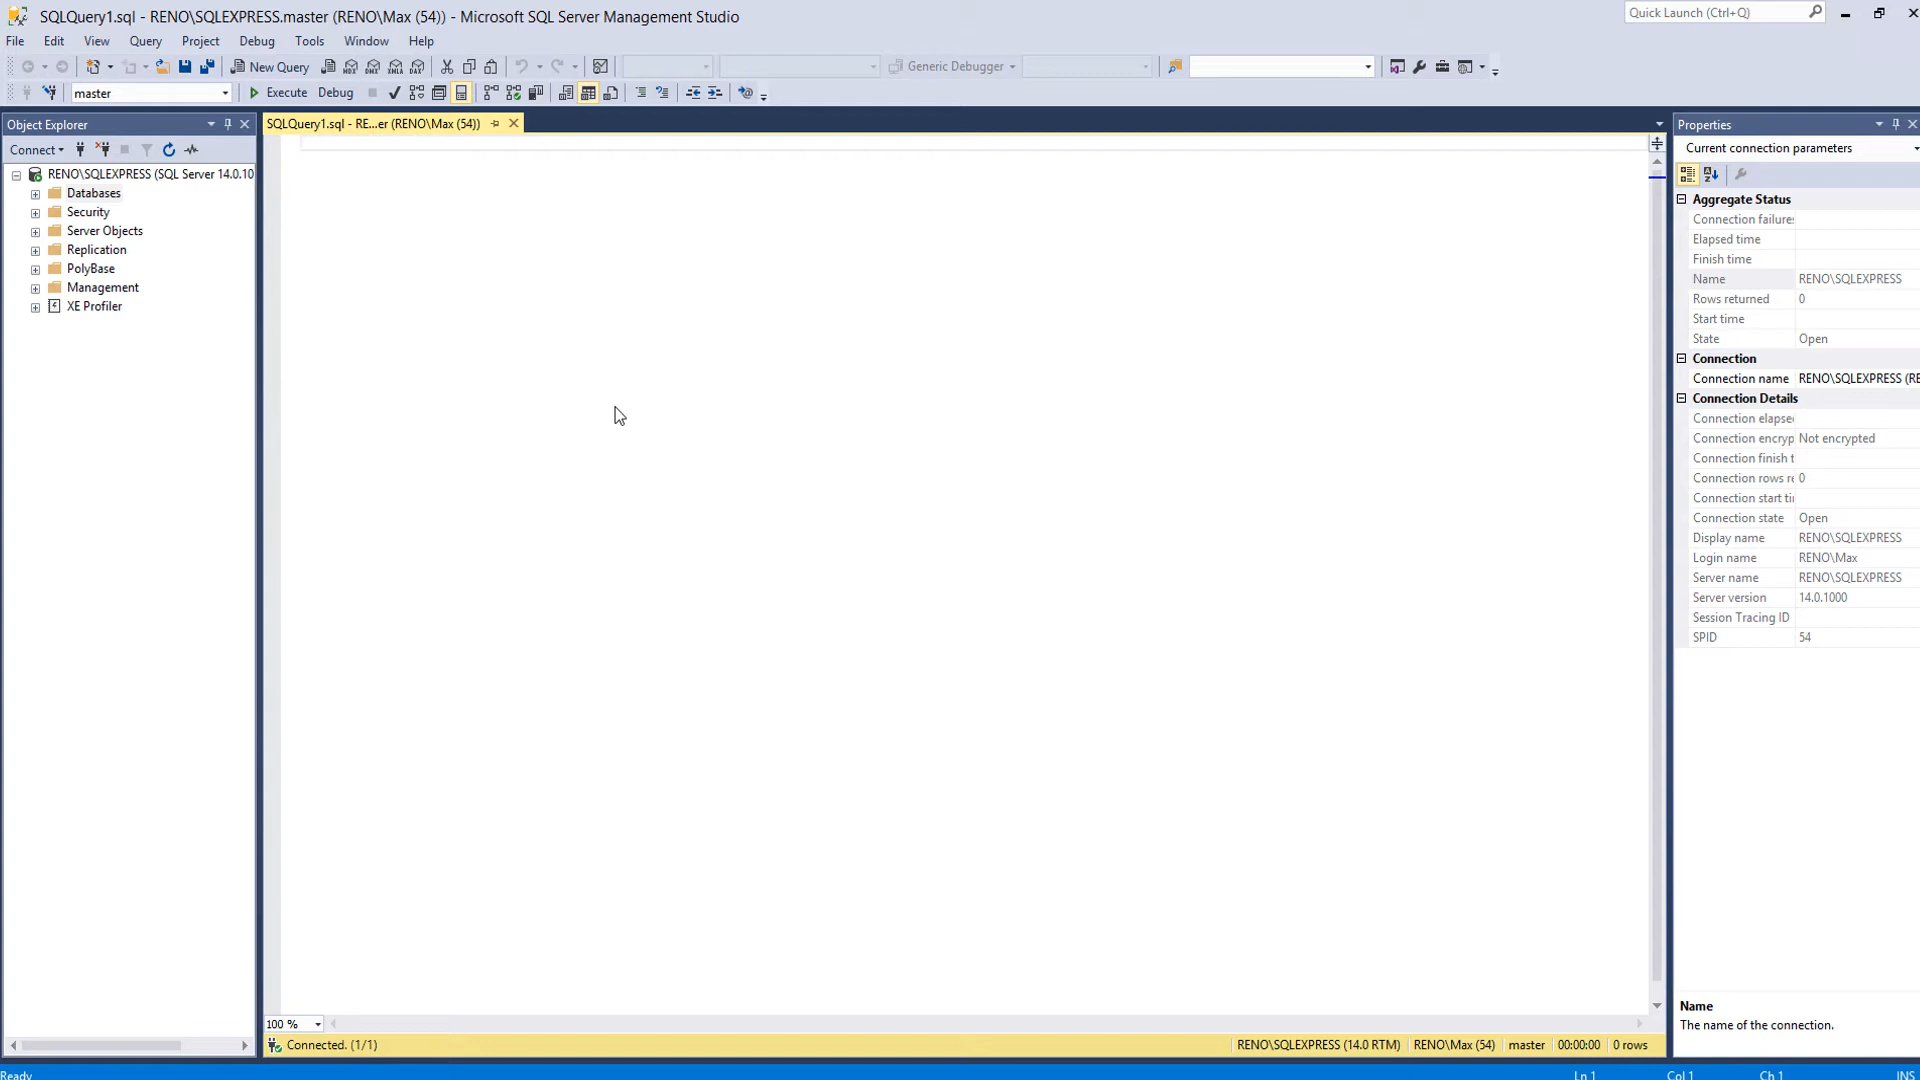 SQLQuery1.sql - RENO\SQLEXPRESS.master (RENO\Max (54)) - Microsoft SQL Server Management Studio
Quick Launch (Ctrl+Q)
File Edit View Query Project Debug Tools Window Help
New Query
Generic Debugger
master
Execute Debug
Object Explorer
Connect
RENO\SQLEXPRESS (SQL Server 14.0.10
Databases
Security
Server Objects
Replication
PolyBase
Management
XE Profiler
SQLQuery1.sql - RE...er (RENO\Max (54))
100 %
Connected. (1/1)
RENO\SQLEXPRESS (14.0 RTM) RENO\Max (54) master 00:00:00 0 rows
Properties
Current connection parameters
Aggregate Status
Connection failures
Elapsed time
Finish time
Name RENO\SQLEXPRESS
Rows returned 0
Start time
State Open
Connection
Connection name RENO\SQLEXPRESS (RE
Connection Details
Connection elapsed
Connection encryp Not encrypted
Connection finish t
Connection rows re 0
Connection start ti
Connection state Open
Display name RENO\SQLEXPRESS
Login name RENO\Max
Server name RENO\SQLEXPRESS
Server version 14.0.1000
Session Tracing ID
SPID 54
Name
The name of the connection.
Ready
Ln 1 Col 1 Ch 1 INS